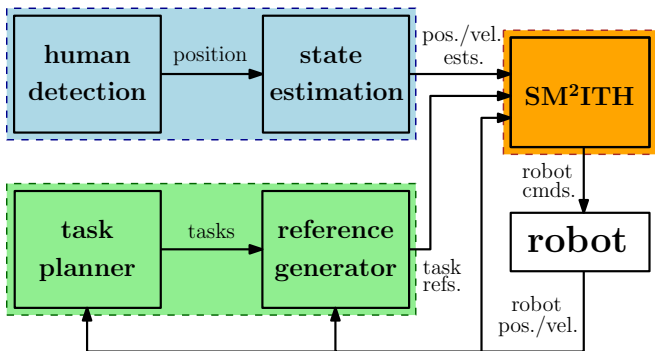 human
detection
position
state
estimation
pos./vel.
ests.
SM²ITH
robot
cmds.
task
planner
tasks
reference
generator
task
refs.
robot
robot
pos./vel.